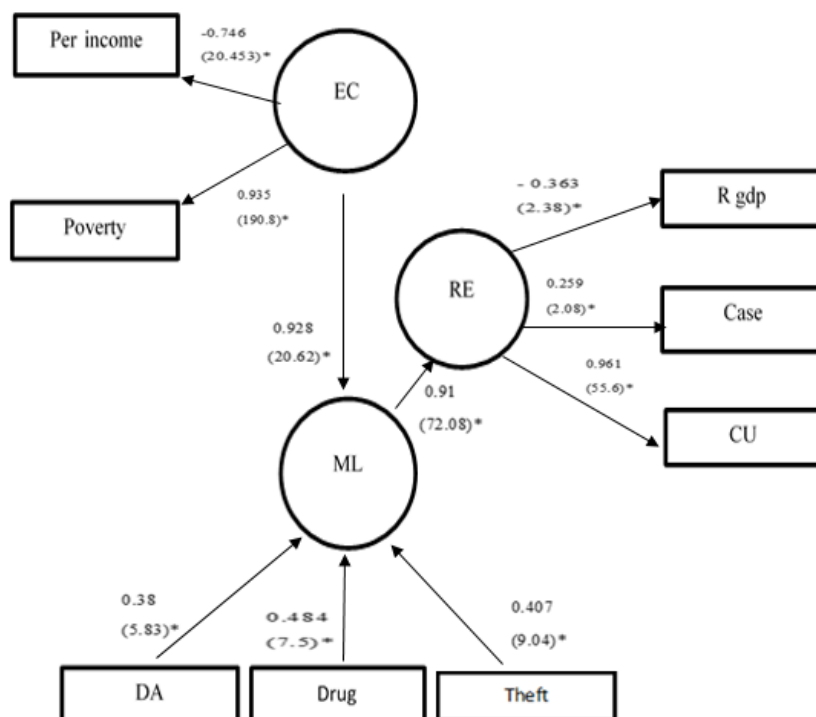 Per income
-0.746
(20.453)*
EC
Poverty
0.935
(190.8)*
- 0.363
(2.38)*
R gdp
RE
0.259
(2.08)*
Case
0.928
(20.62)*
0.91
(72.08)*
0.961
(55.6)*
CU
ML
0.38
(5.83)*
0.484
(7.5)*
0.407
(9.04)*
DA
Drug
Theft